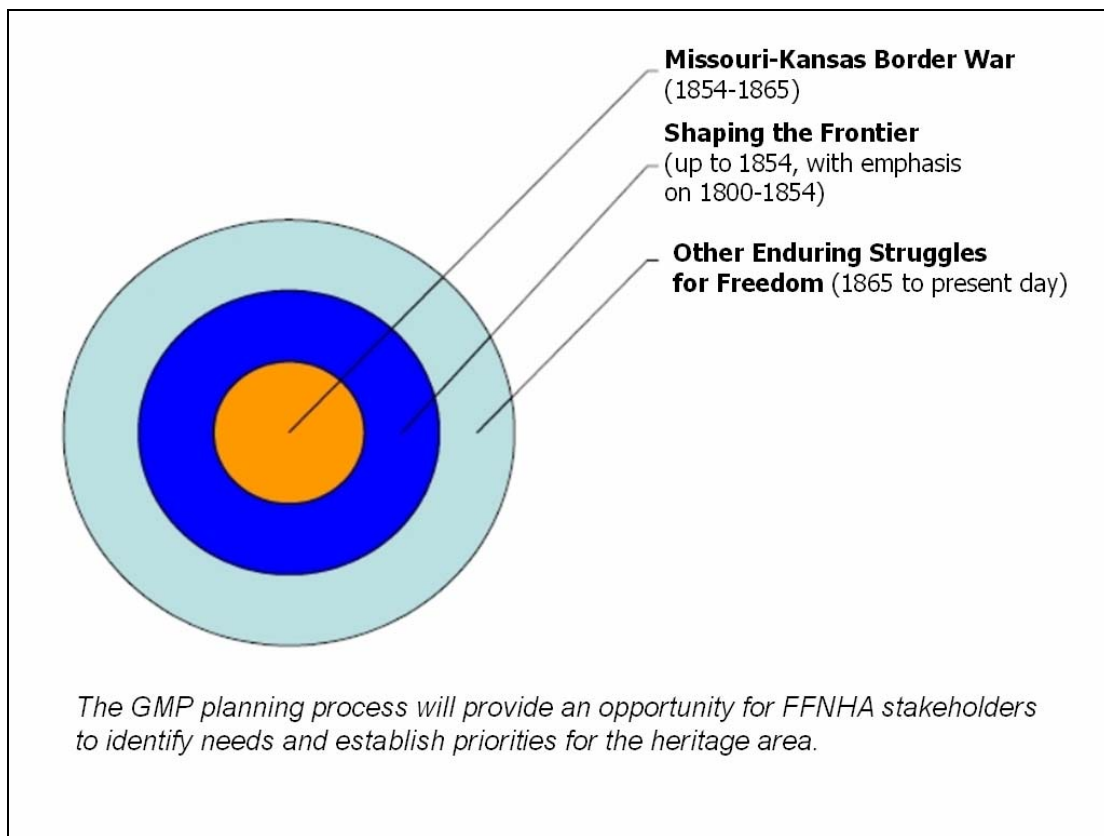 Missouri-Kansas Border War
(1854-1865)
Shaping the Frontier
(up to 1854, with emphasis
on 1800-1854)
Other Enduring Struggles
for Freedom (1865 to present day)
The GMP planning process will provide an opportunity for FFNHA stakeholders
to identify needs and establish priorities for the heritage area.